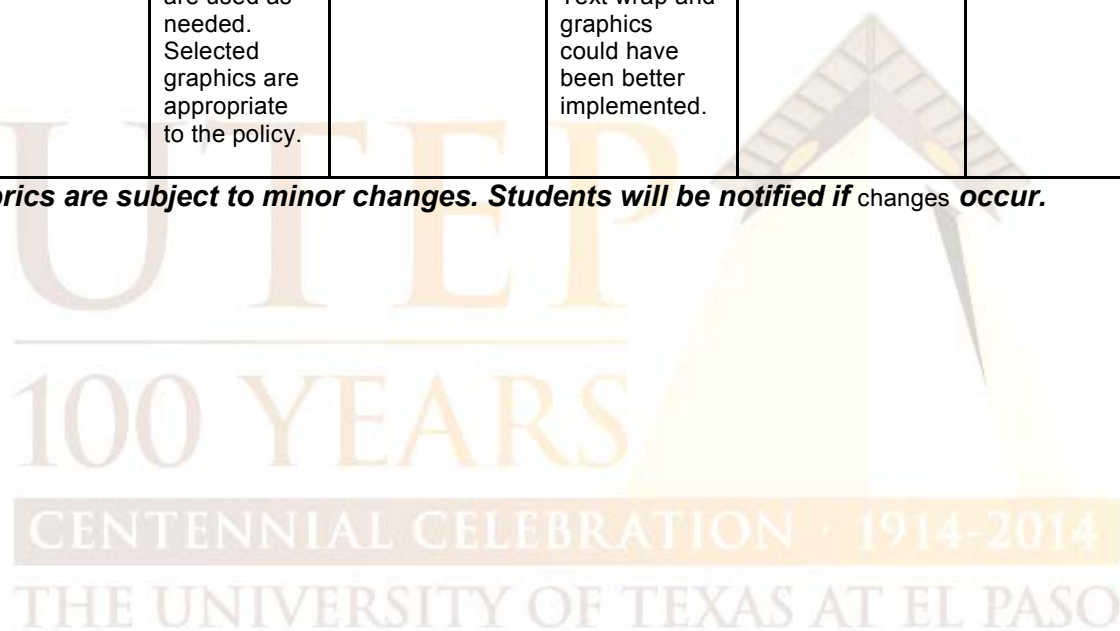 are used as
needed.
Selected
graphics are
appropriate
to the policy.
Text wrap and
graphics
could have
been better
implemented.
rics are subject to minor changes. Students will be notified if changes occur.
UTEP
100 YEARS
CENTENNIAL CELEBRATION · 1914-2014
THE UNIVERSITY OF TEXAS AT EL PASO